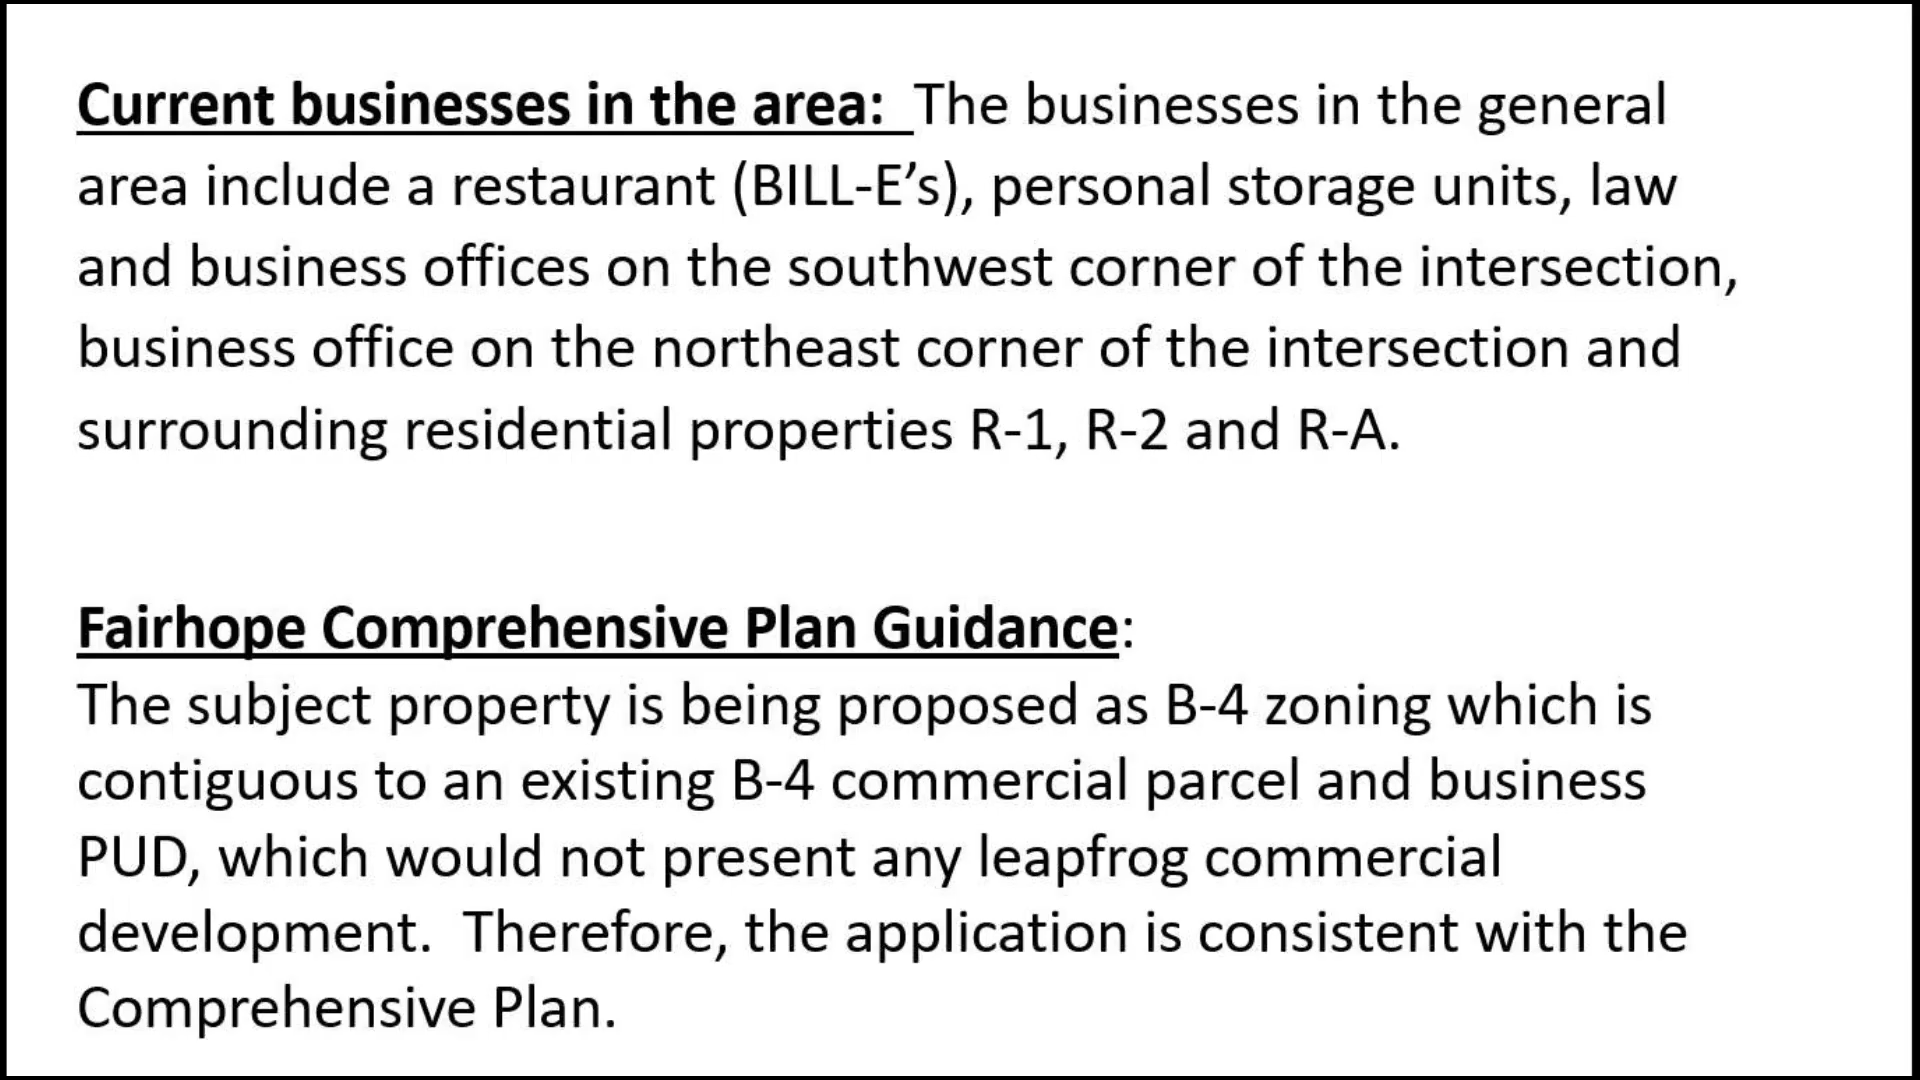 Current businesses in the area:  The businesses in the general
area include a restaurant (BILL-E’s), personal storage units, law
and business offices on the southwest corner of the intersection,
business office on the northeast corner of the intersection and
surrounding residential properties R-1, R-2 and R-A.
Fairhope Comprehensive Plan Guidance:
The subject property is being proposed as B-4 zoning which is
contiguous to an existing B-4 commercial parcel and business
PUD, which would not present any leapfrog commercial
development.  Therefore, the application is consistent with the
Comprehensive Plan.